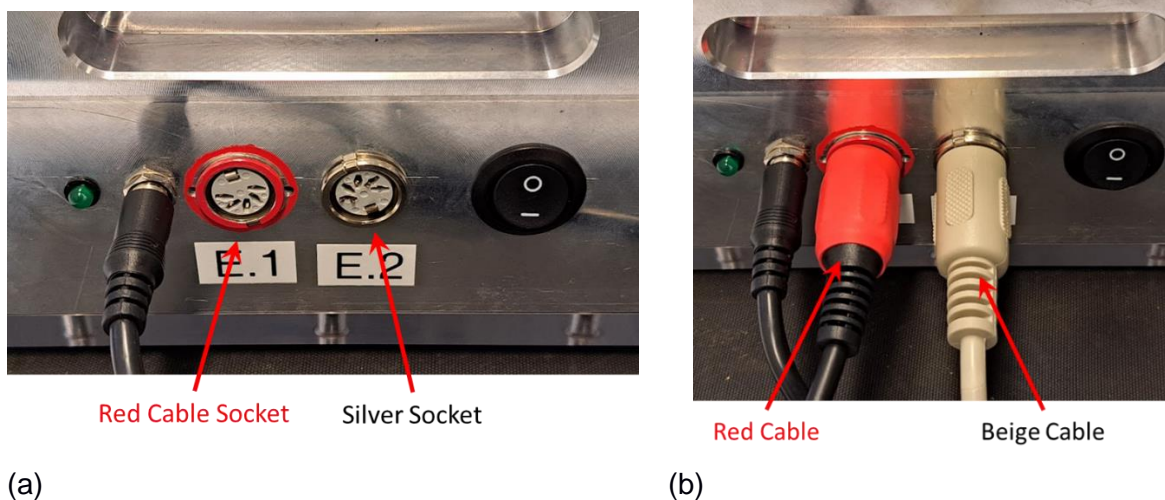 E.1 E.2
Red Cable Socket Silver Socket
Red Cable Beige Cable
(a) (b)